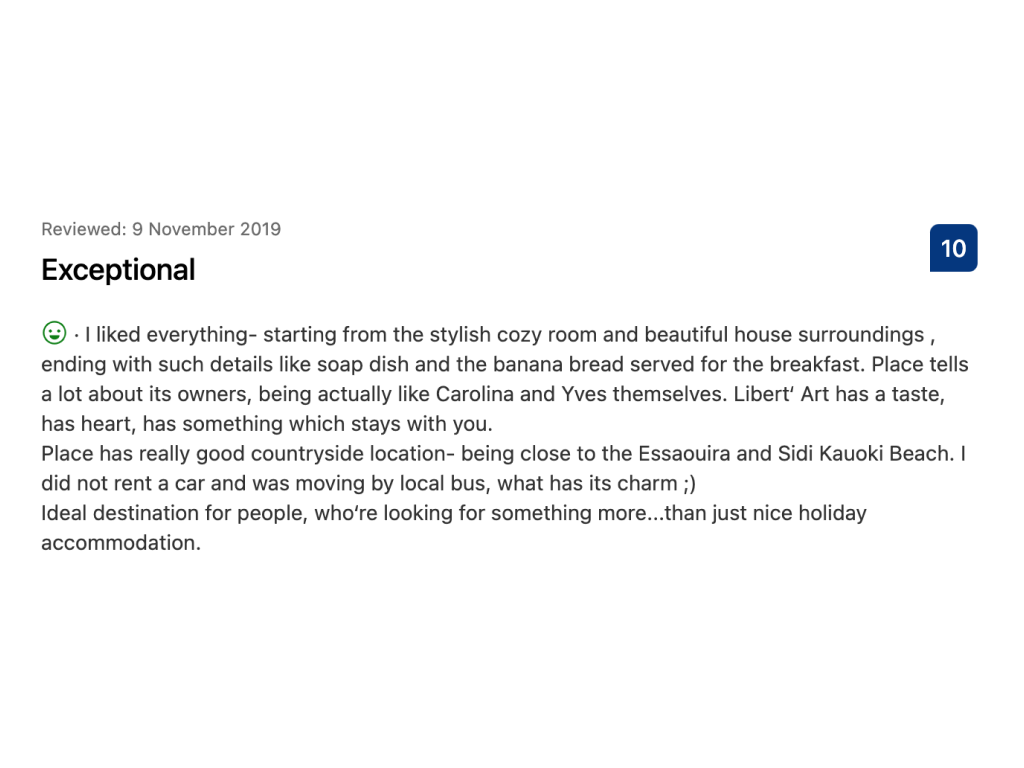 Reviewed: 9 November 2019
10
Exceptional
· I liked everything- starting from the stylish cozy room and beautiful house surroundings ,
ending with such details like soap dish and the banana bread served for the breakfast. Place tells
a lot about its owners, being actually like Carolina and Yves themselves. Libert‘ Art has a taste,
has heart, has something which stays with you.
Place has really good countryside location- being close to the Essaouira and Sidi Kauoki Beach. I
did not rent a car and was moving by local bus, what has its charm ;)
Ideal destination for people, who‘re looking for something more...than just nice holiday
accommodation.